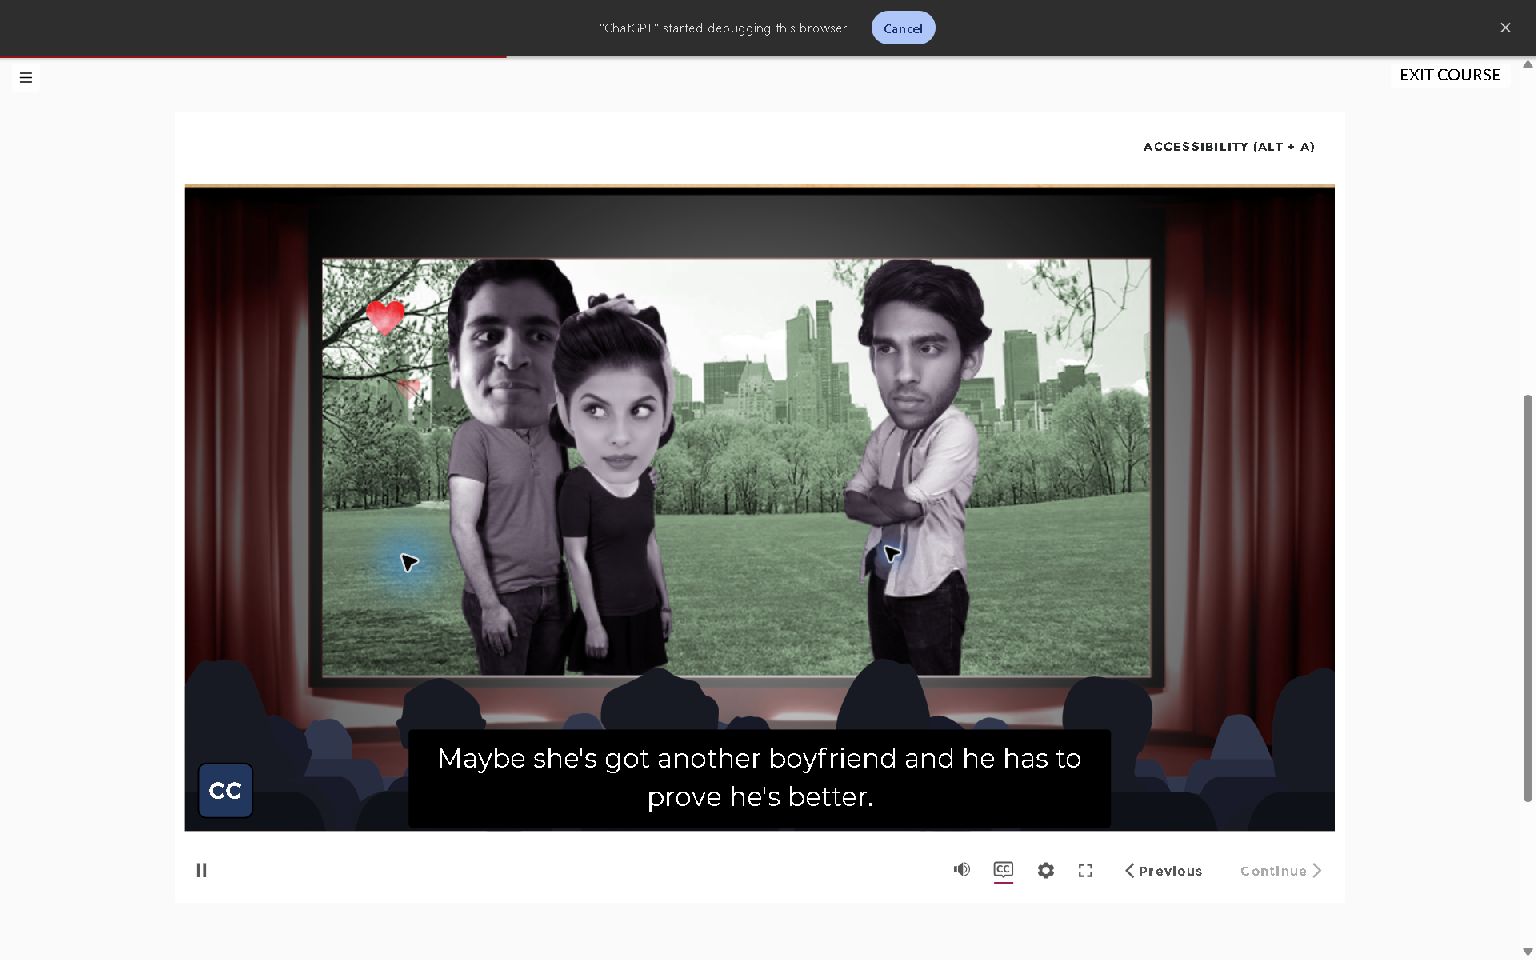 "ChatGPT" started debugging this browser
Cancel
EXIT COURSE
ACCESSIBILITY (ALT + A)
Maybe she's got another boyfriend and he has to
prove he's better.
CC
CC
Previous
Continue